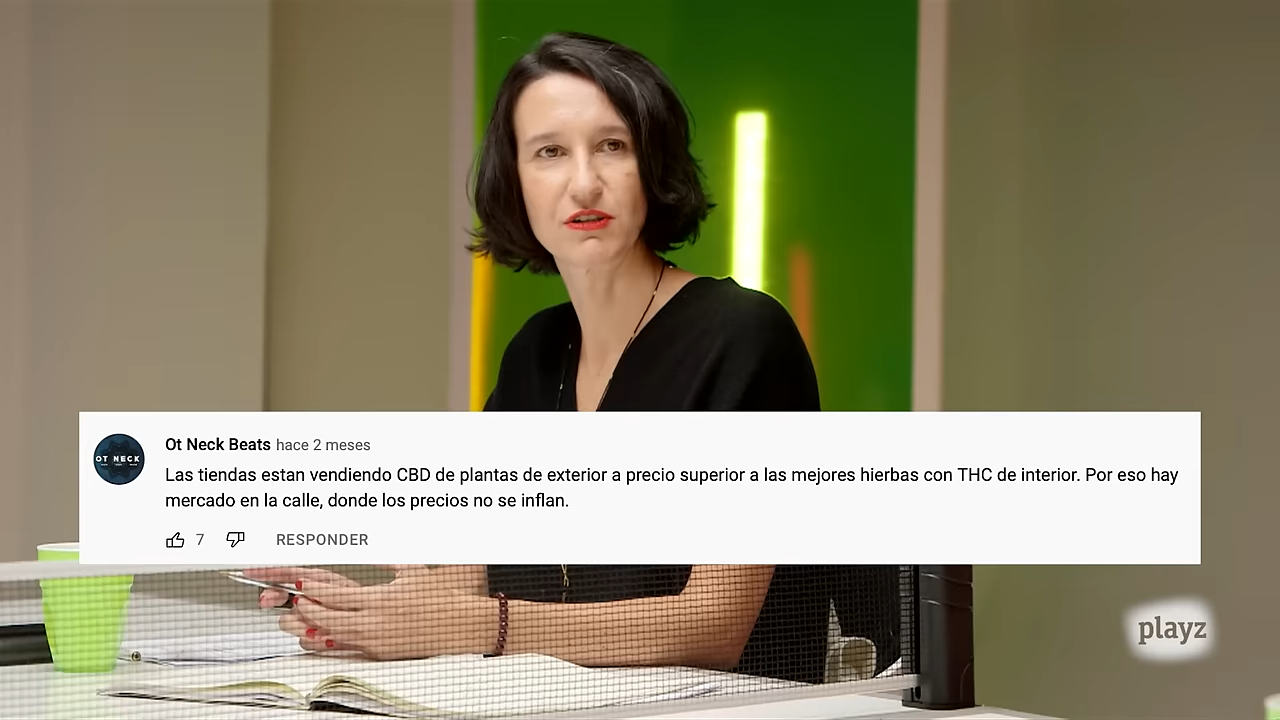 Ot Neck Beats hace 2 meses
OT NECK
Las tiendas estan vendiendo CBD de plantas de exterior a precio superior a las mejores hierbas con THC de interior. Por eso hay
mercado en la calle, donde los precios no se inflan.
7 RESPONDER
playz